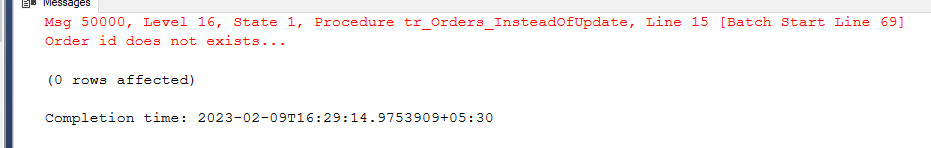 Messages
Msg 50000, Level 16, State 1, Procedure tr_Orders_InsteadOfUpdate, Line 15 [Batch Start Line 69]
Order id does not exists...
(0 rows affected)
Completion time: 2023-02-09T16:29:14.9753909+05:30